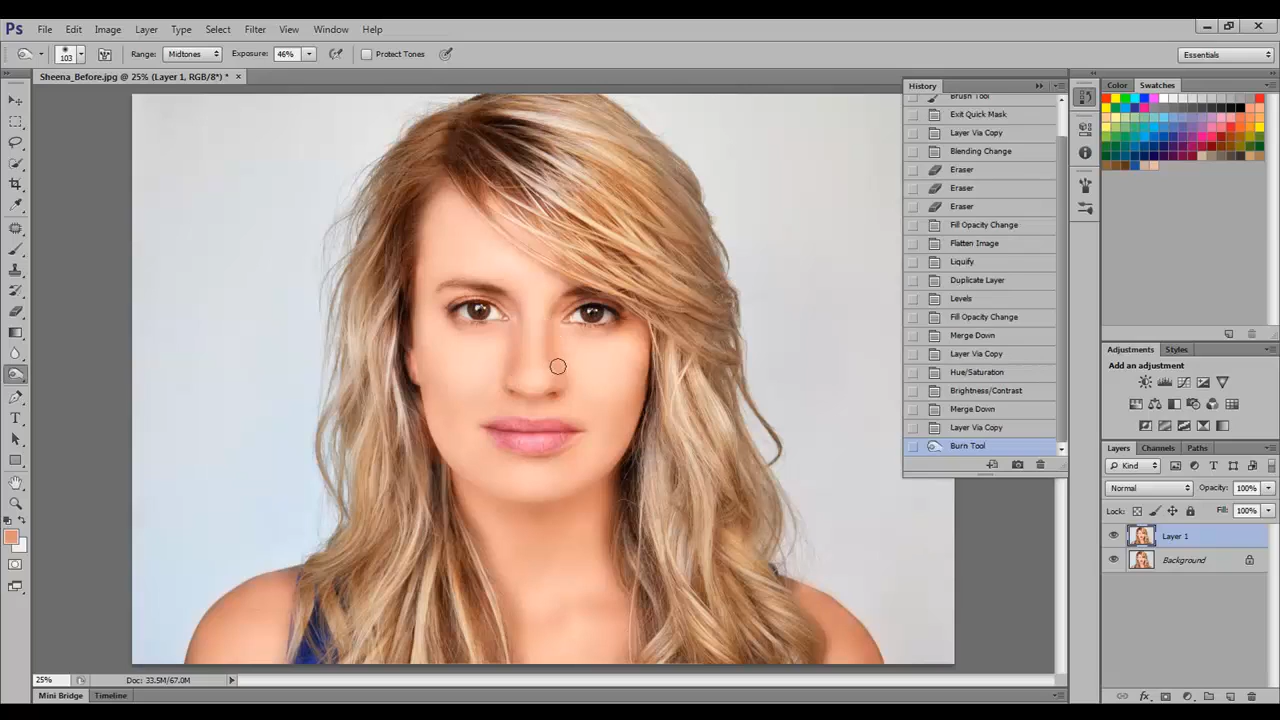 Ps File Edit Image Layer Type Select Filter View Window Help
103 Range: Midtones Exposure: 46% Protect Tones Essentials
Sheena_Before.jpg @ 25% (Layer 1, RGB/8*) * ×
History
Brush Tool
Exit Quick Mask
Layer Via Copy
Blending Change
Eraser
Eraser
Eraser
Fill Opacity Change
Flatten Image
Liquify
Duplicate Layer
Levels
Fill Opacity Change
Merge Down
Layer Via Copy
Hue/Saturation
Brightness/Contrast
Merge Down
Layer Via Copy
Burn Tool
Color Swatches
Adjustments Styles
Add an adjustment
Layers Channels Paths
Kind
Normal Opacity: 100%
Lock: Fill: 100%
Layer 1
Background
25% Doc: 33.5M/67.0M
Mini Bridge Timeline